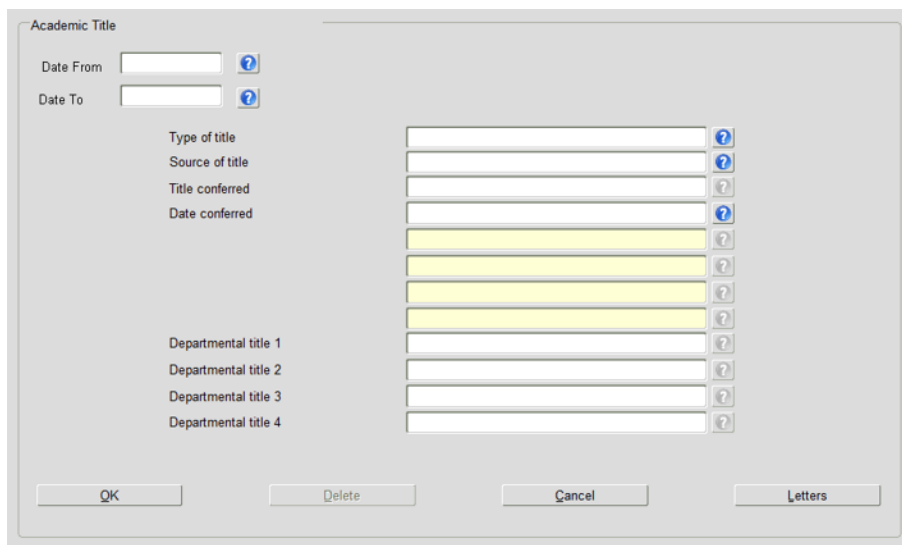 Academic Title
Date From ?
Date To ?
Type of title ?
Source of title ?
Title conferred ?
Date conferred ?
?
?
?
?
Departmental title 1 ?
Departmental title 2 ?
Departmental title 3 ?
Departmental title 4 ?
OK Delete Cancel Letters